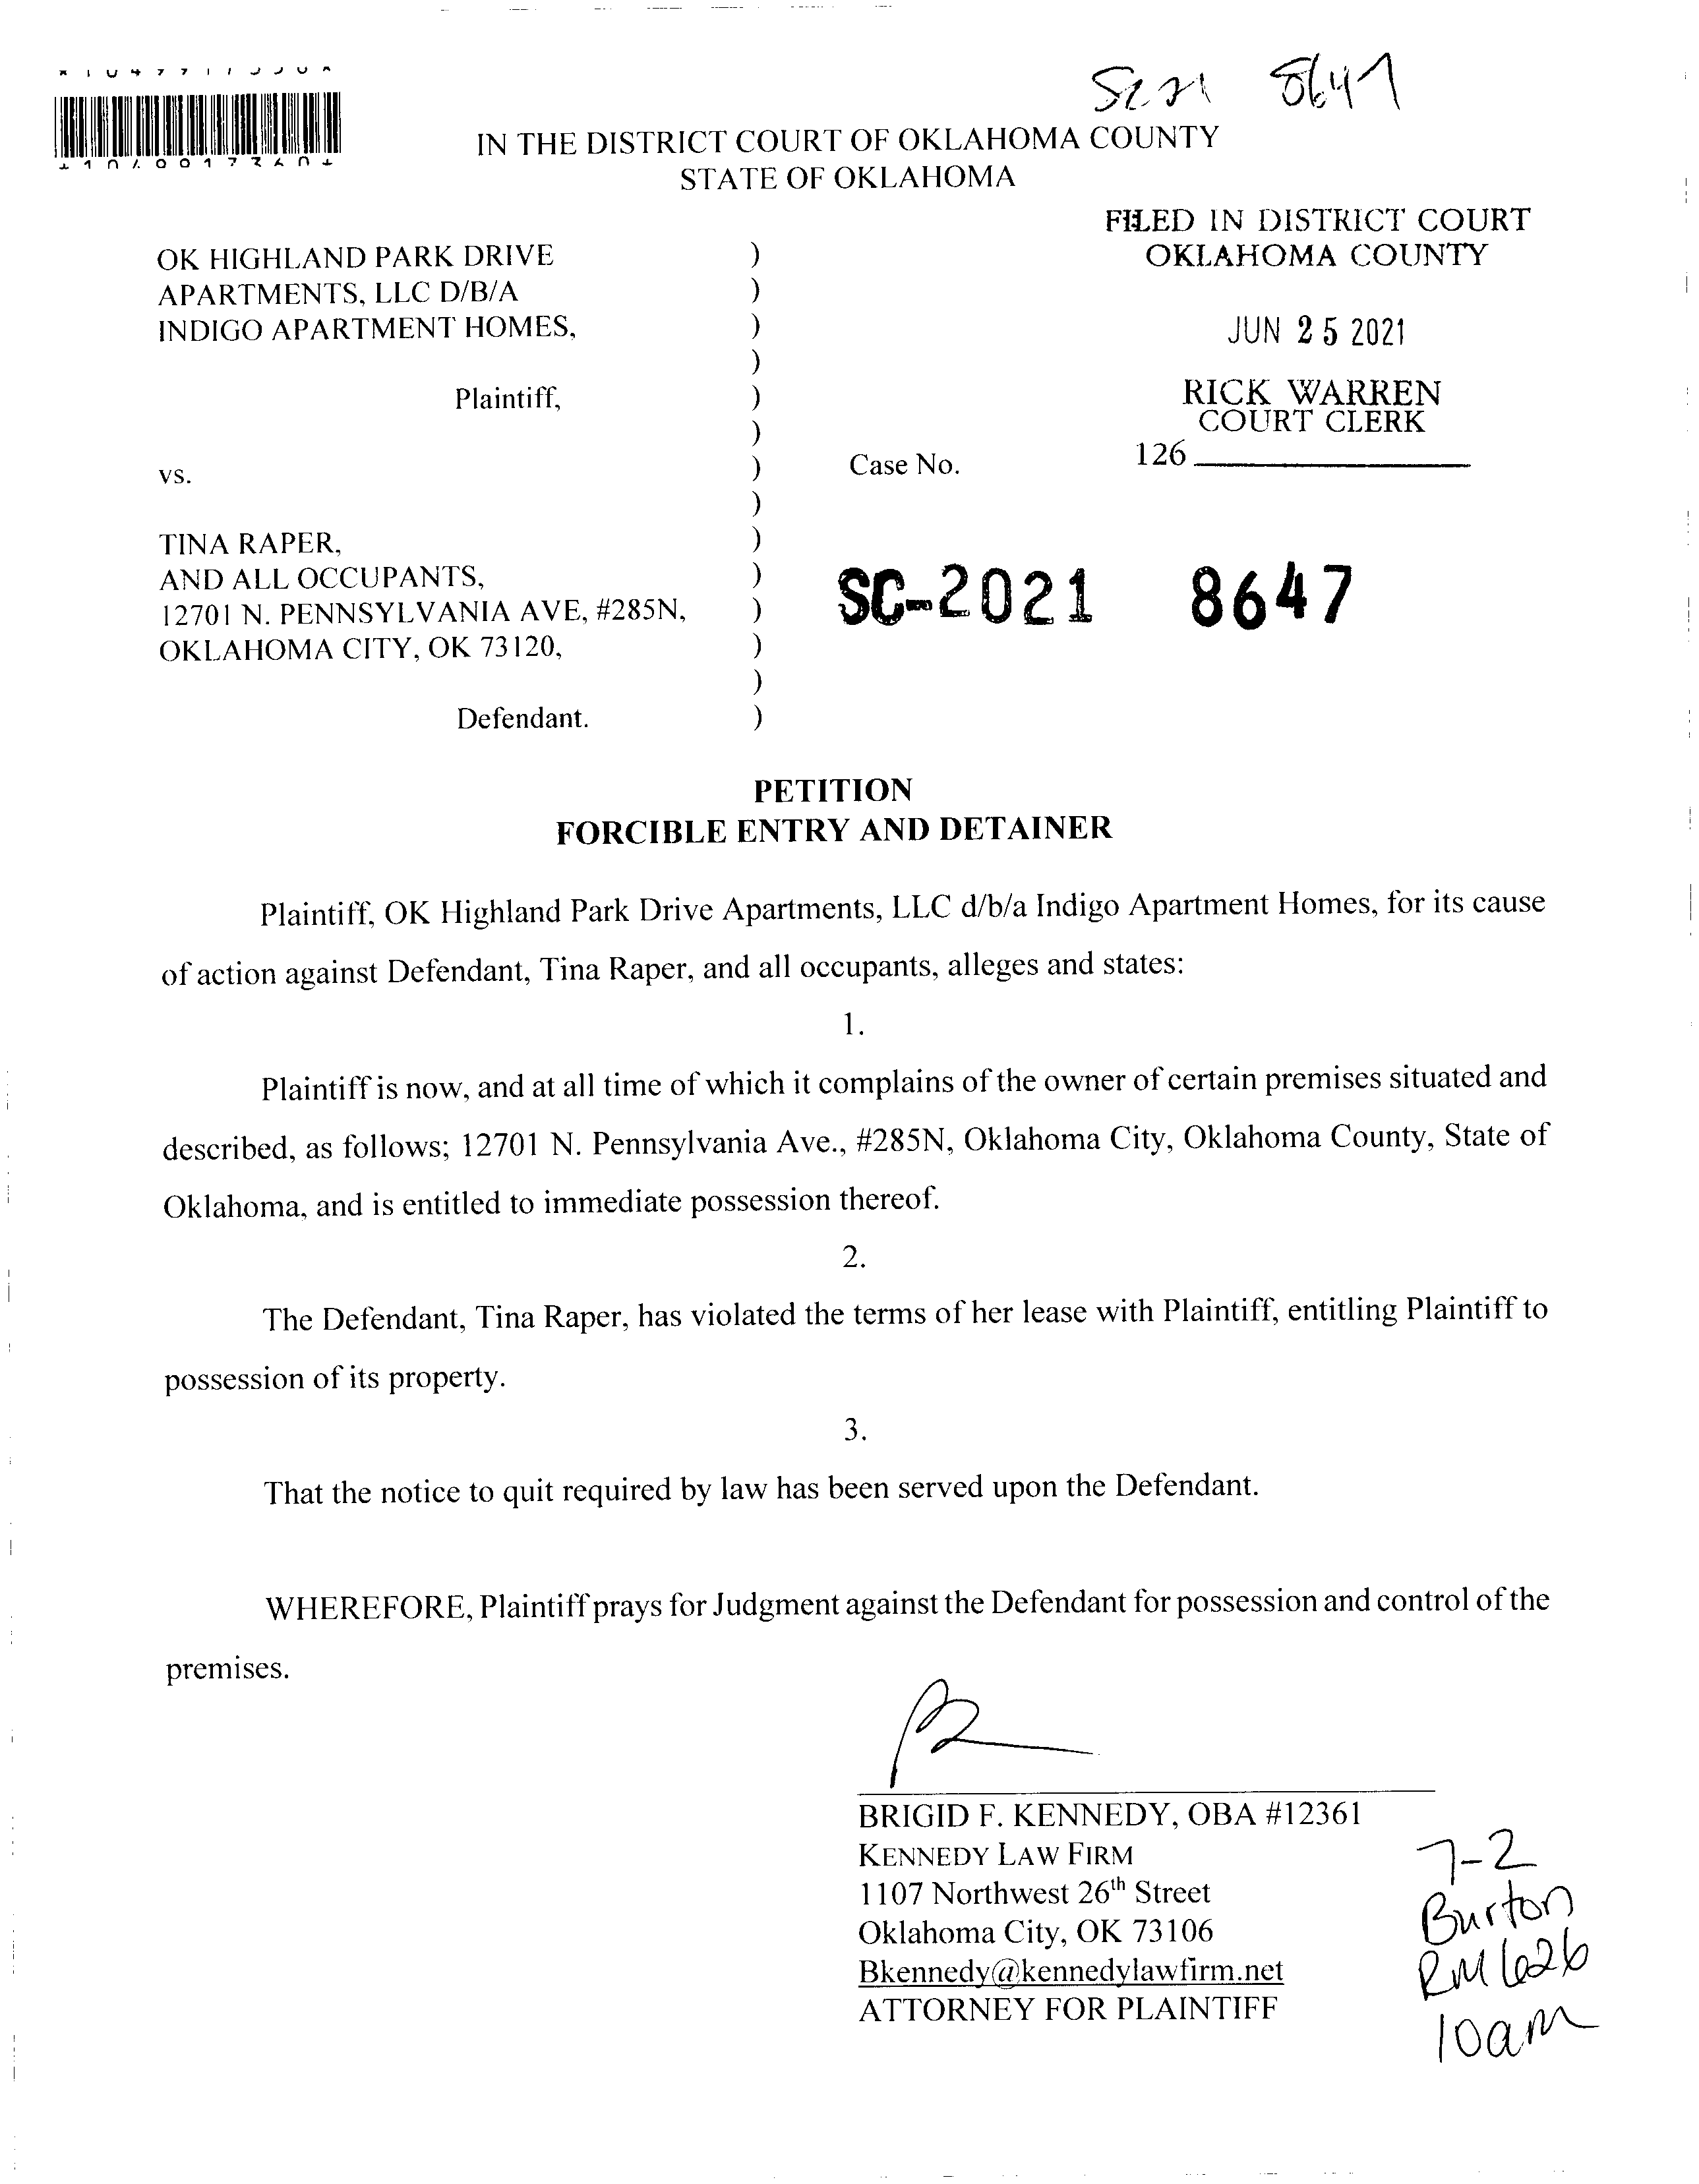 SC21 8647
IN THE DISTRICT COURT OF OKLAHOMA COUNTY
STATE OF OKLAHOMA
FILED IN DISTRICT COURT
OKLAHOMA COUNTY
JUN 25 2021
RICK WARREN
COURT CLERK
126
OK HIGHLAND PARK DRIVE
APARTMENTS, LLC D/B/A
INDIGO APARTMENT HOMES,
Plaintiff,
vs.
Case No.
SC-2021 8647
TINA RAPER,
AND ALL OCCUPANTS,
12701 N. PENNSYLVANIA AVE, #285N,
OKLAHOMA CITY, OK 73120,
Defendant.
)
)
)
)
)
)
)
)
)
)
)
)
)
)
PETITION
FORCIBLE ENTRY AND DETAINER
Plaintiff, OK Highland Park Drive Apartments, LLC d/b/a Indigo Apartment Homes, for its cause
of action against Defendant, Tina Raper, and all occupants, alleges and states:
1.
Plaintiff is now, and at all time of which it complains of the owner of certain premises situated and
described, as follows; 12701 N. Pennsylvania Ave., #285N, Oklahoma City, Oklahoma County, State of
Oklahoma, and is entitled to immediate possession thereof.
2.
The Defendant, Tina Raper, has violated the terms of her lease with Plaintiff, entitling Plaintiff to
possession of its property.
3.
That the notice to quit required by law has been served upon the Defendant.
WHEREFORE, Plaintiff prays for Judgment against the Defendant for possession and control of the
premises.
BRIGID F. KENNEDY, OBA #12361
KENNEDY LAW FIRM
1107 Northwest 26th Street
Oklahoma City, OK 73106
Bkennedy@kennedylawfirm.net
ATTORNEY FOR PLAINTIFF
7-2
Burton
RM 626
10am